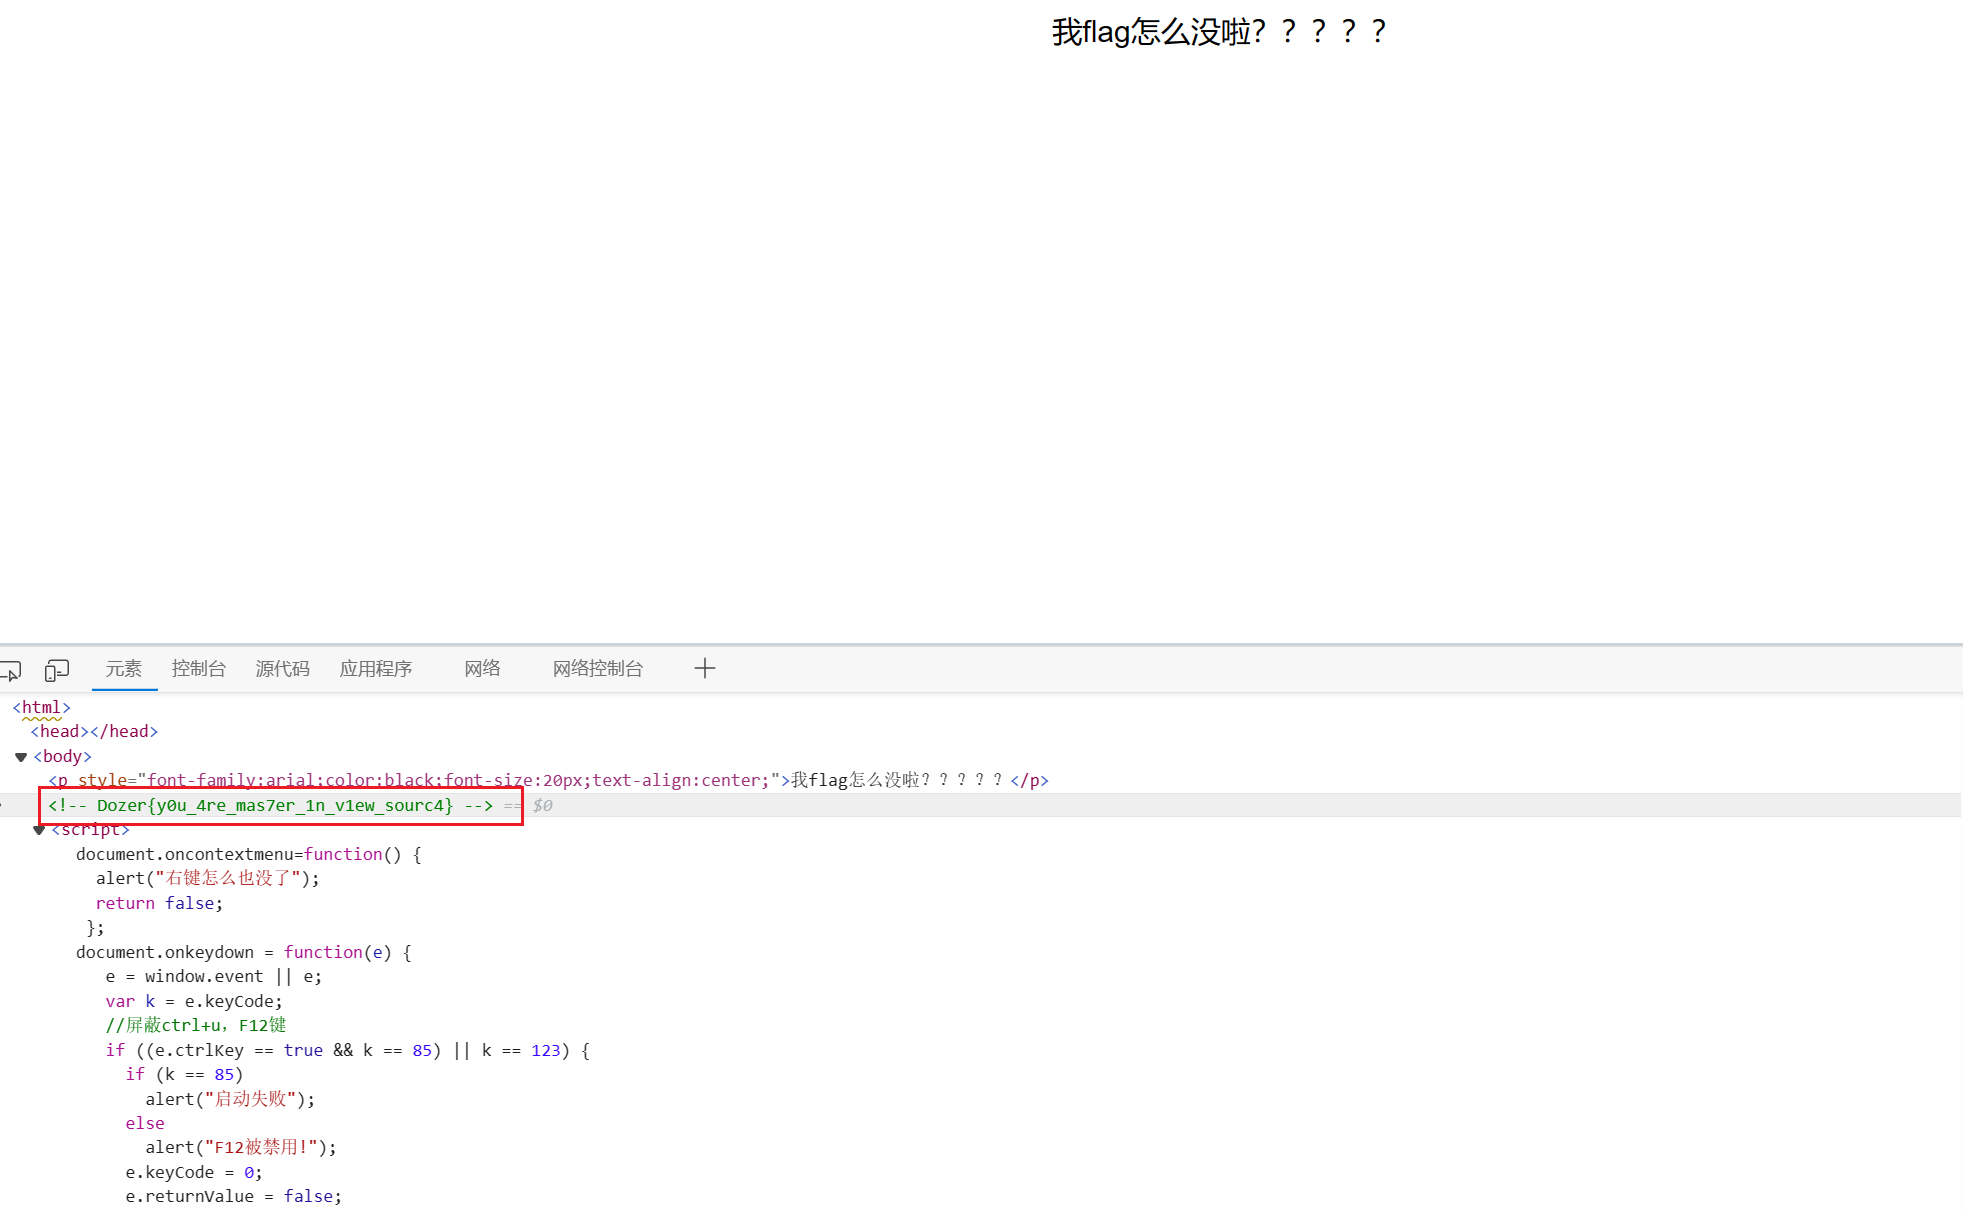 我flag怎么没啦？？？？？
元素 控制台 源代码 应用程序 网络 网络控制台
<html>
<head></head>
<body>
<p style="font-family:arial;color:black;font-size:20px;text-align:center;">我flag怎么没啦？？？？？</p>
<!-- Dozer{y0u_4re_mas7er_1n_v1ew_sourc4} --> == $0
<script>
document.oncontextmenu=function() {
alert("右键怎么也没了");
return false;
};
document.onkeydown = function(e) {
e = window.event || e;
var k = e.keyCode;
//屏蔽ctrl+u，F12键
if ((e.ctrlKey == true && k == 85) || k == 123) {
if (k == 85)
alert("启动失败");
else
alert("F12被禁用!");
e.keyCode = 0;
e.returnValue = false;